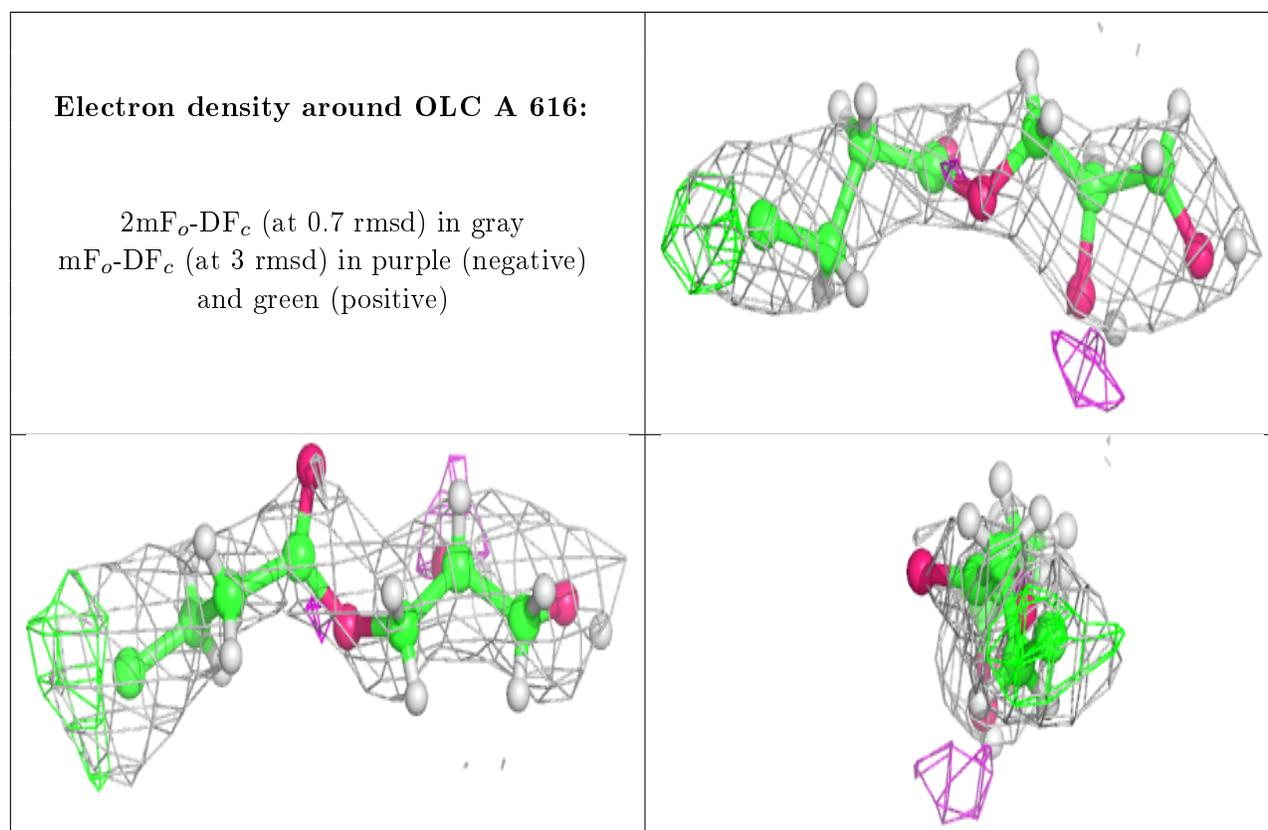 Electron density around OLC A 616:
2mFo-DFc (at 0.7 rmsd) in gray
mFo-DFc (at 3 rmsd) in purple (negative)
and green (positive)